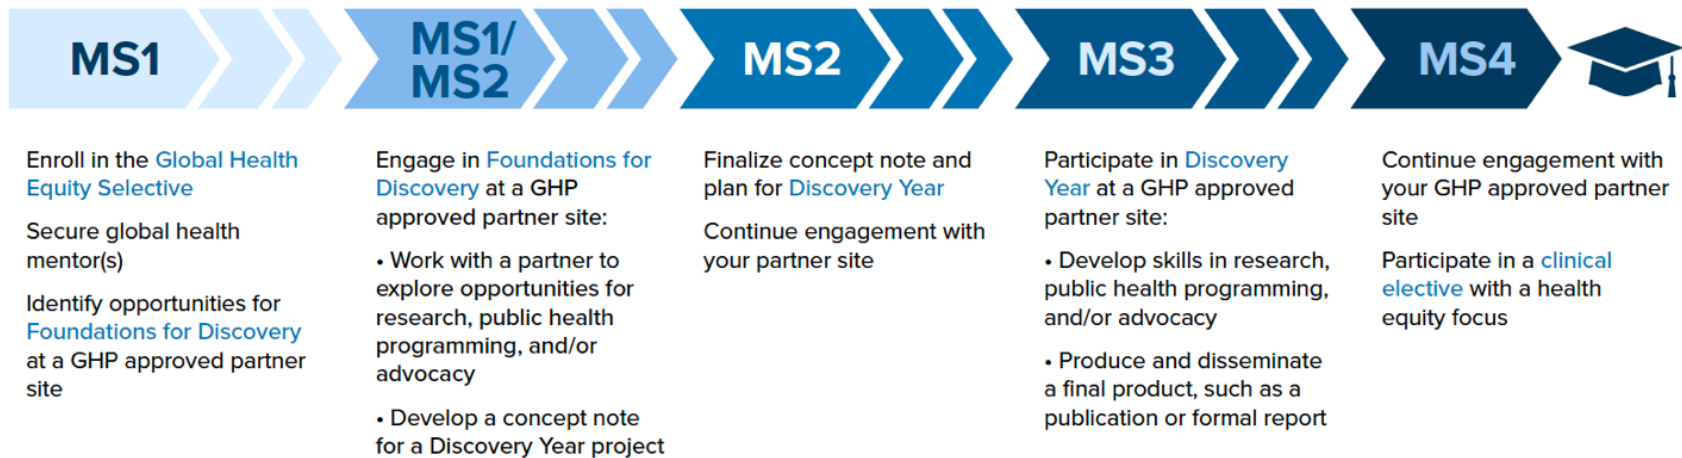 MS1
Enroll in the Global Health
Equity Selective
Secure global health
mentor(s)
Identify opportunities for
Foundations for Discovery
at a GHP approved partner
site
MS1/
MS2
Engage in Foundations for
Discovery at a GHP
approved partner site:
• Work with a partner to
explore opportunities for
research, public health
programming, and/or
advocacy
• Develop a concept note
for a Discovery Year project
MS2
Finalize concept note and
plan for Discovery Year
Continue engagement with
your partner site
MS3
Participate in Discovery
Year at a GHP approved
partner site:
• Develop skills in research,
public health programming,
and/or advocacy
• Produce and disseminate
a final product, such as a
publication or formal report
MS4
Continue engagement with
your GHP approved partner
site
Participate in a clinical
elective with a health
equity focus